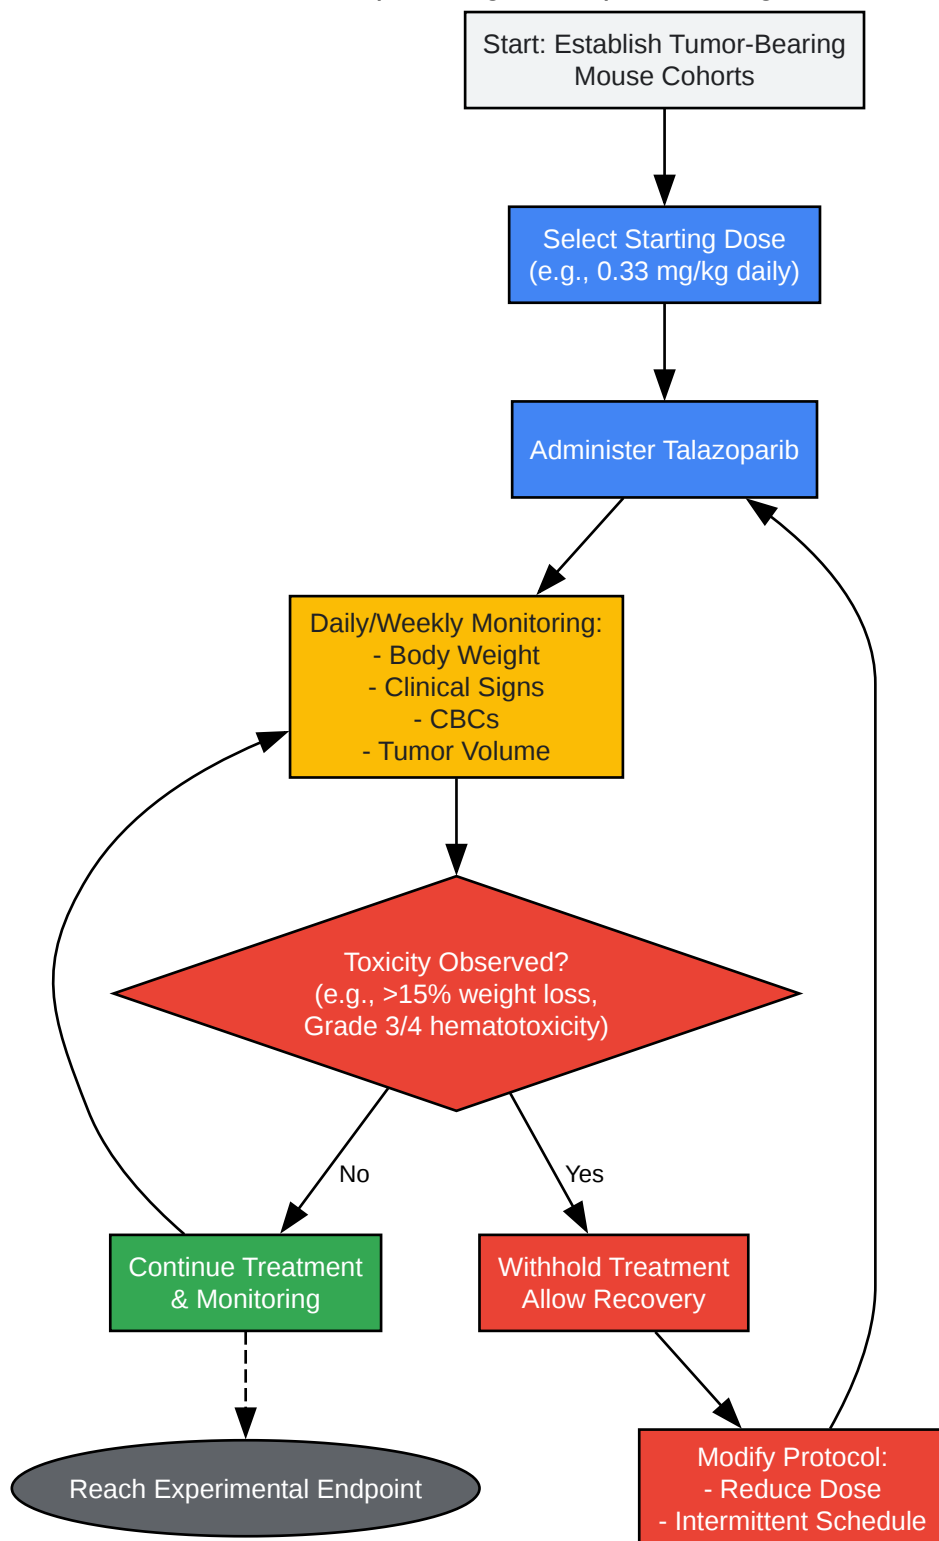 Start: Establish Tumor-Bearing
Mouse Cohorts
Select Starting Dose
(e.g., 0.33 mg/kg daily)
Administer Talazoparib
Daily/Weekly Monitoring:
- Body Weight
- Clinical Signs
- CBCs
- Tumor Volume
Toxicity Observed?
(e.g., >15% weight loss,
Grade 3/4 hematotoxicity)
No
Yes
Continue Treatment
& Monitoring
Withhold Treatment
Allow Recovery
Reach Experimental Endpoint
Modify Protocol:
- Reduce Dose
- Intermittent Schedule